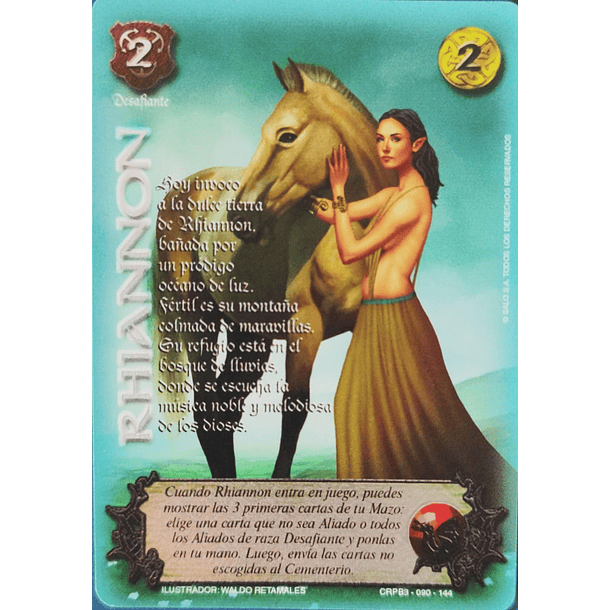 2
2
Desafiante
RHIANNON
Hoy invoco
a la dulce tierra
de Rhiannón,
bañada por
un pródigo
oceano de luz.
Fértil es su montaña
colmada de maravillas.
Su refugio está en el
bosque de lluvias,
donde se escucha la
música noble y melodiosa
de los dioses.
© SALO S.A. TODOS LOS DERECHOS RESERVADOS
Cuando Rhiannon entra en juego, puedes
mostrar las 3 primeras cartas de tu Mazo:
elige una carta que no sea Aliado o todos
los Aliados de raza Desafiante y ponlas
en tu mano. Luego, envía las cartas no
escogidas al Cementerio.
ILUSTRADOR: WALDO RETAMALES
CRPB3 - 090 - 144